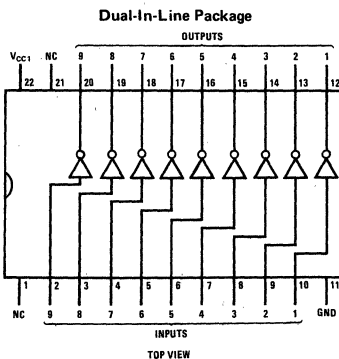 Dual-In-Line Package
OUTPUTS
VCC1 NC 9 8 7 6 5 4 3 2 1
22 21 20 19 18 17 16 15 14 13 12
1 2 3 4 5 6 7 8 9 10 11
NC 9 8 7 6 5 4 3 2 1 GND
INPUTS
TOP VIEW